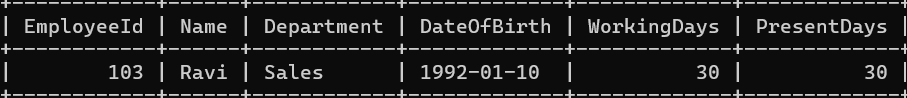 | EmployeeId | Name | Department | DateOfBirth | WorkingDays | PresentDays |
| 103 | Ravi | Sales | 1992-01-10 | 30 | 30 |